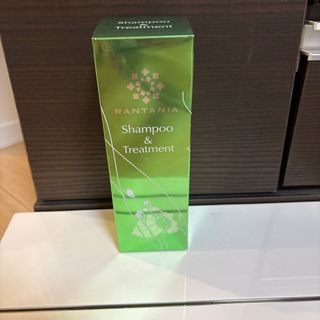 Shampoo
&
Treatment
RANTANIA
Shampoo
&
Treatment